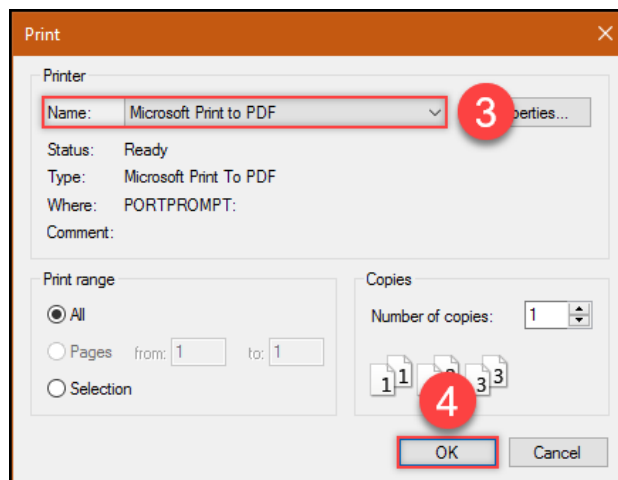 Print
Printer
Name: Microsoft Print to PDF 3 perties...
Status: Ready
Type: Microsoft Print To PDF
Where: PORTPROMPT:
Comment:
Print range
All
Pages from: 1 to: 1
Selection
Copies
Number of copies: 1
1 1 3 3
4
OK Cancel